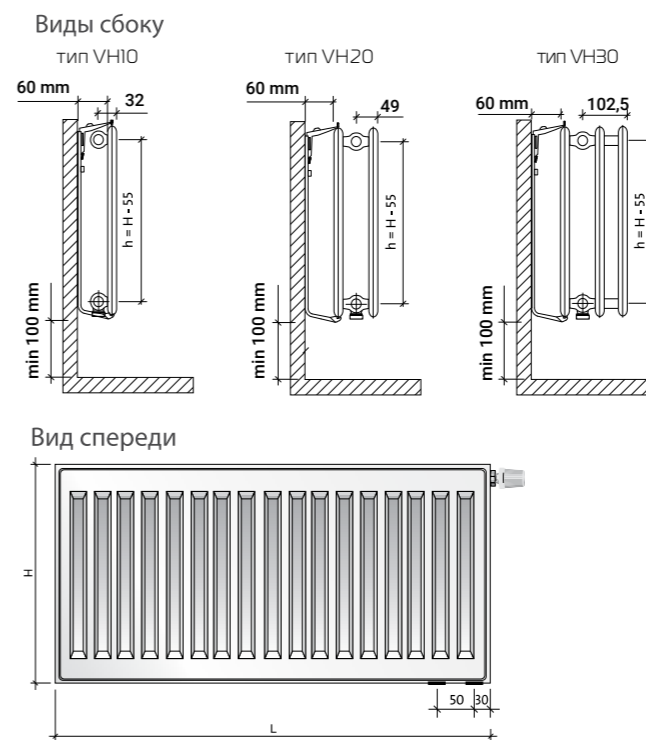 Виды сбоку
тип VH10
тип VH20
тип VH30
60 mm
32
60 mm
49
60 mm
102,5
h = H - 55
h = H - 55
h = H - 55
min 100 mm
min 100 mm
min 100 mm
Вид спереди
H
50
30
L